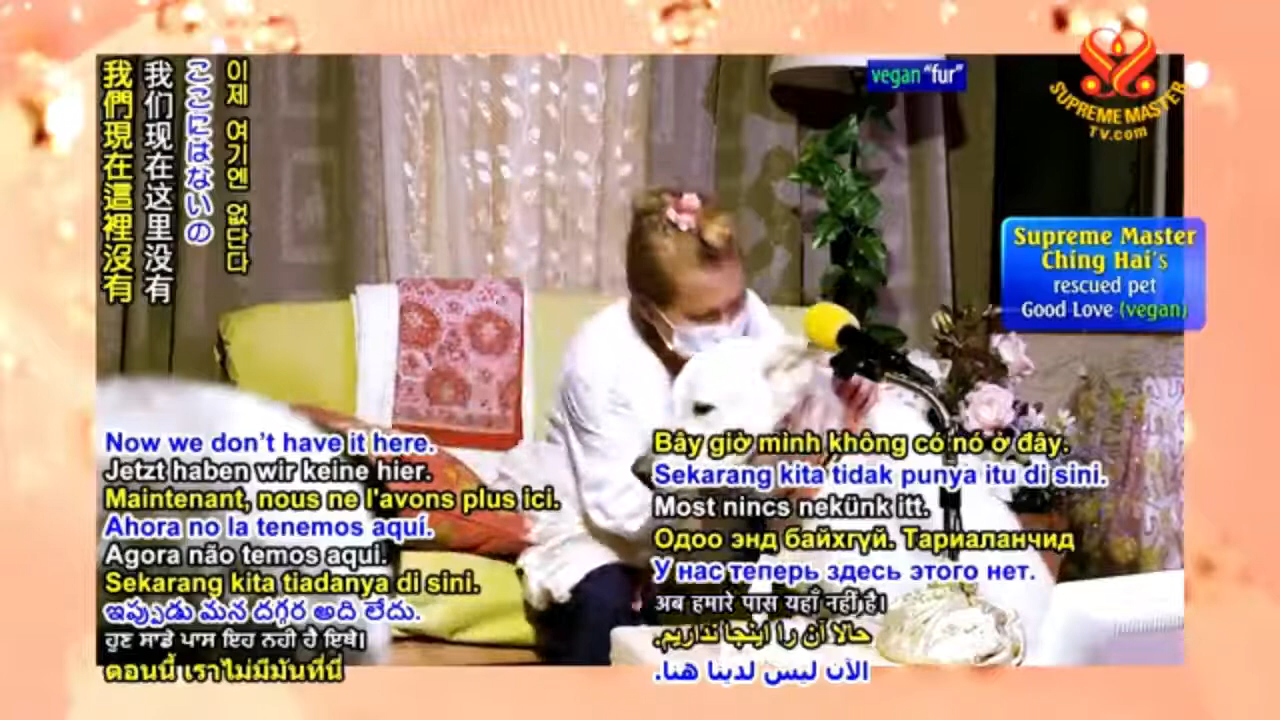 vegan "fur"
SUPREME MASTER
TV.com
我們現在這裡沒有
我们现在这里没有
ここにはないの
이제 여기엔 없단다
Supreme Master
Ching Hai's
rescued pet
Good Love (vegan)
Now we don't have it here.
Jetzt haben wir keine hier.
Maintenant, nous ne l'avons plus ici.
Ahora no la tenemos aquí.
Agora não temos aqui.
Sekarang kita tiadanya di sini.
ఇప్పుడు మన దగ్గర అది లేదు.
ਹੁਣ ਸਾਡੇ ਪਾਸ ਇਹ ਨਹੀ ਹੈ ਇਥੇ।
ตอนนี้ เราไม่มีมันที่นี่
Bây giờ mình không có nó ở đây.
Sekarang kita tidak punya itu di sini.
Most nincs nekünk itt.
Одоо энд байхгүй. Тариаланчид
У нас теперь здесь этого нет.
अब हमारे पास यहाँ नहीं है।
حالا آن را اینجا نداریم.
الآن ليس لدينا هنا.